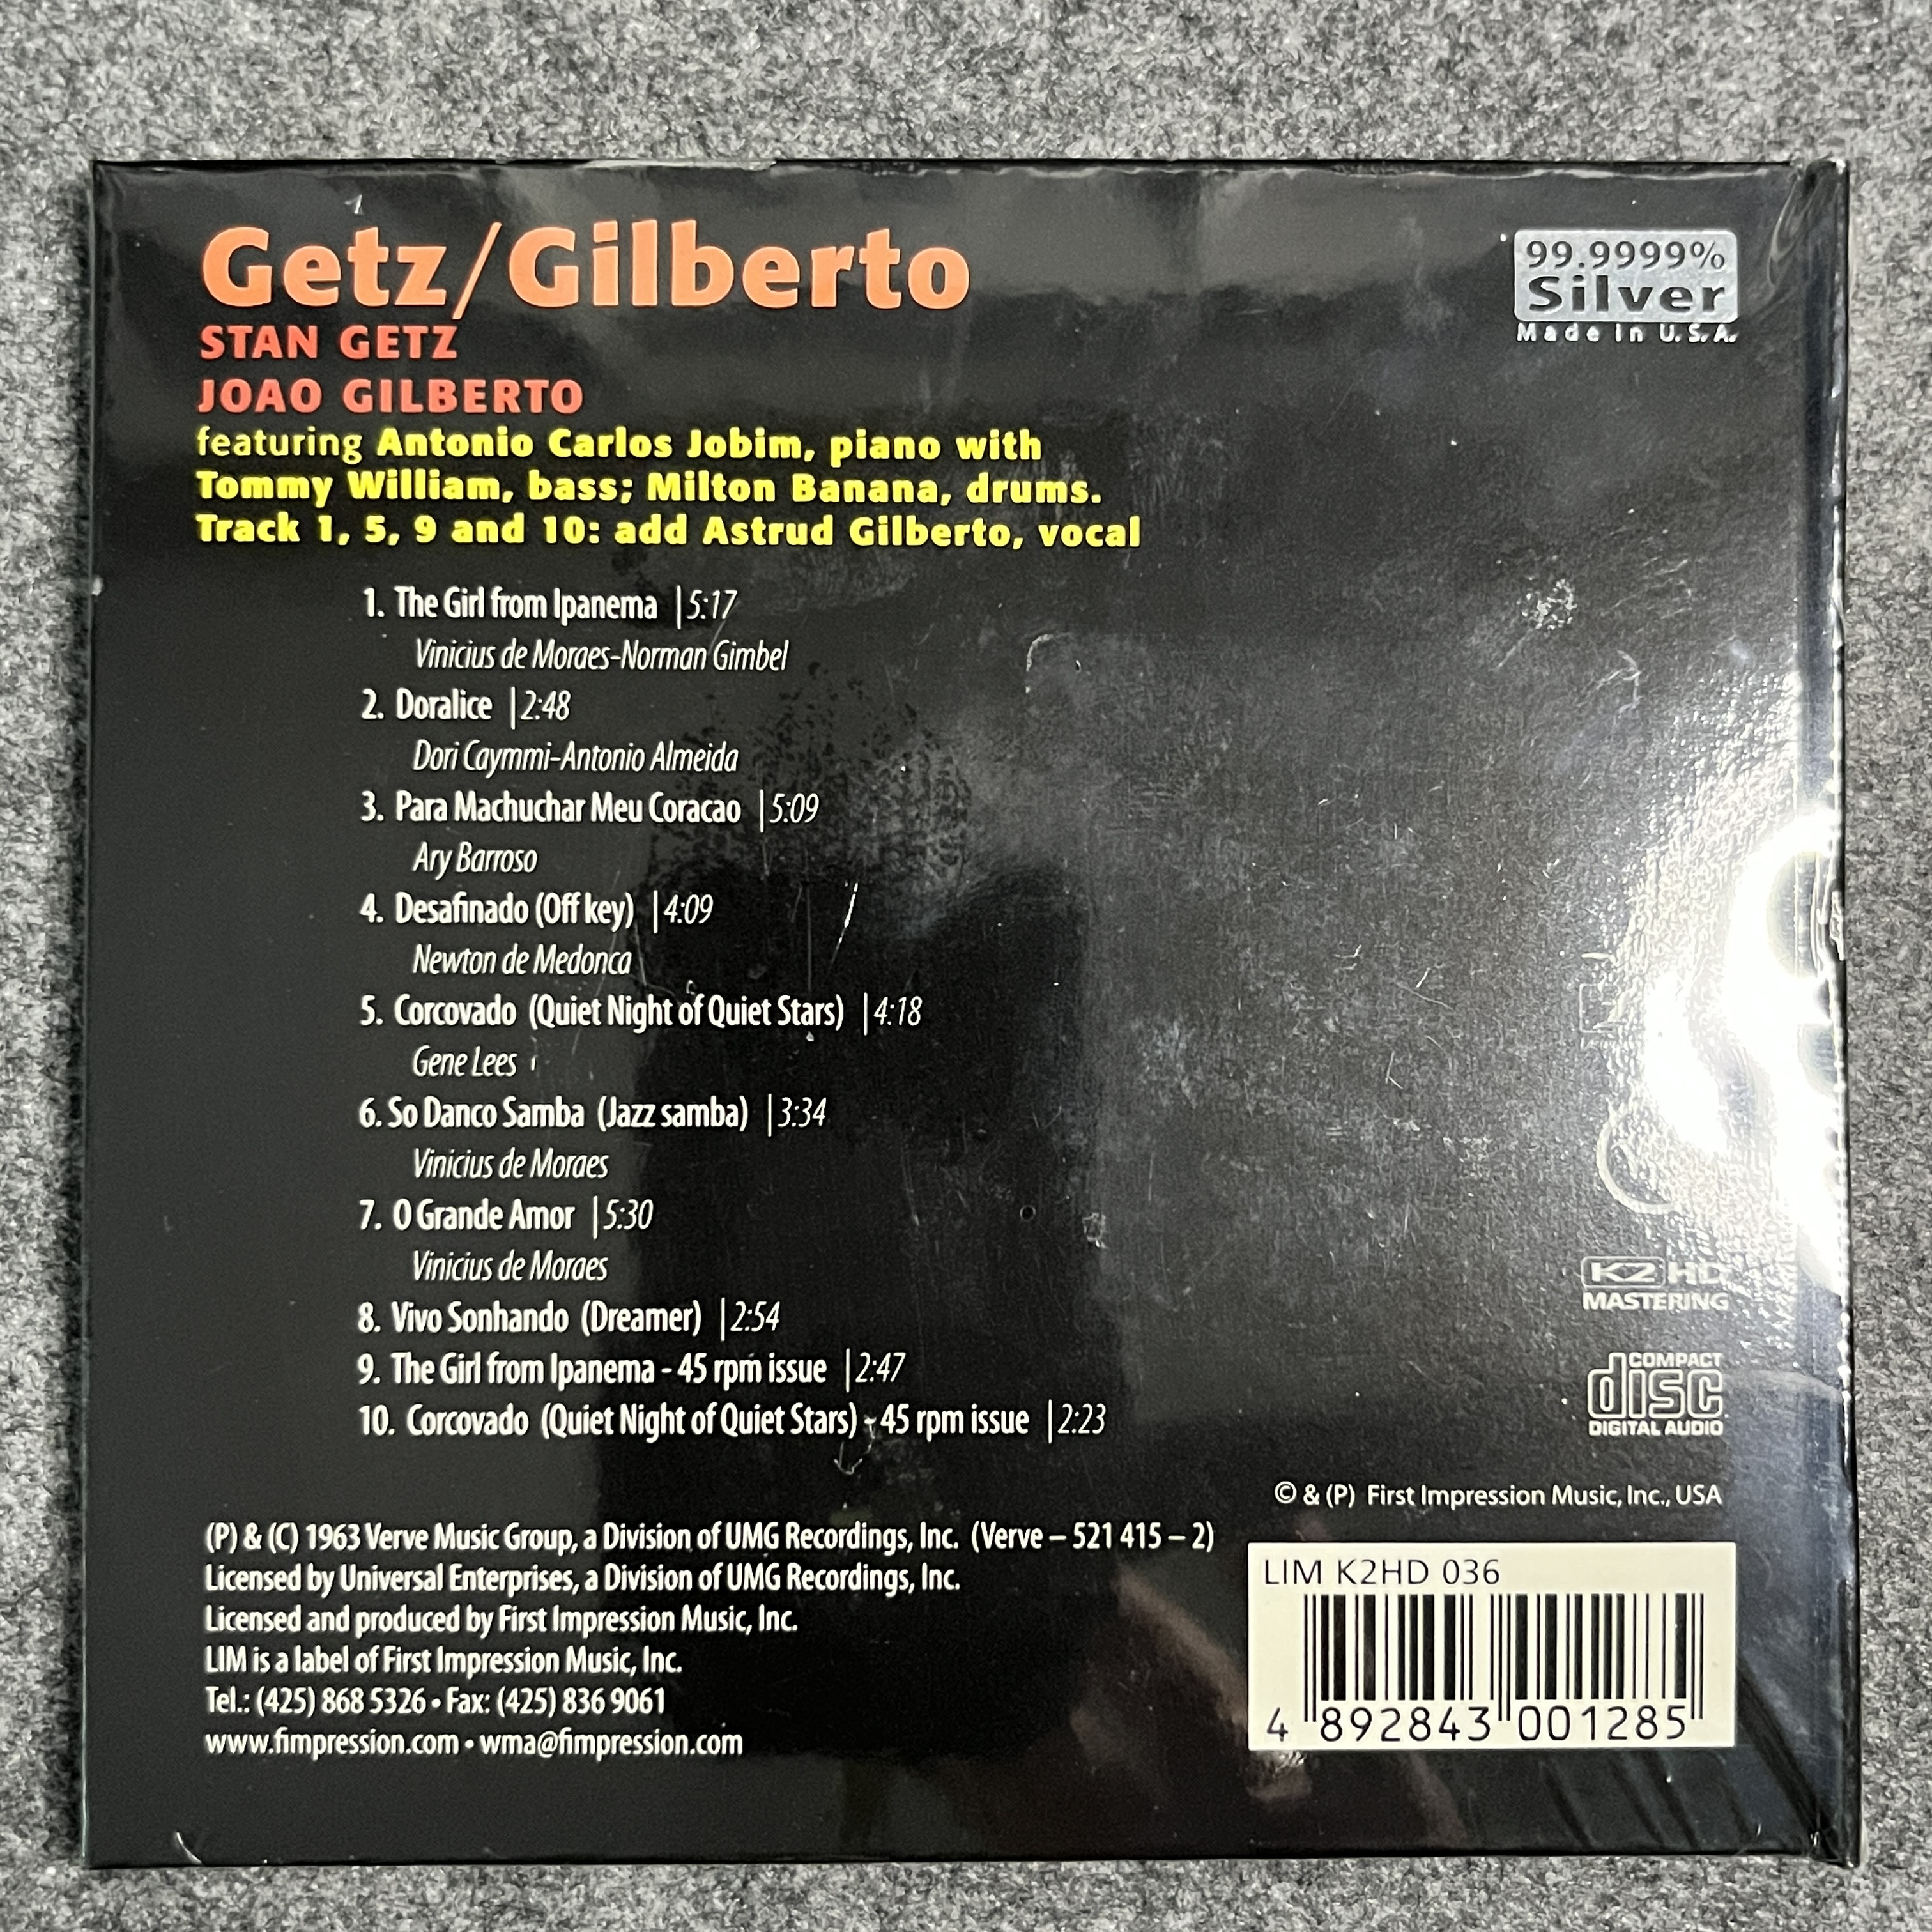 Getz/Gilberto
STAN GETZ
JOAO GILBERTO
featuring Antonio Carlos Jobim, piano with
Tommy William, bass; Milton Banana, drums.
Track 1, 5, 9 and 10: add Astrud Gilberto, vocal
99.9999%
Silver
Made in U.S.A.
1. The Girl from Ipanema |5:17
Vinicius de Moraes-Norman Gimbel
2. Doralice |2:48
Dori Caymmi-Antonio Almeida
3. Para Machuchar Meu Coracao |5:09
Ary Barroso
4. Desafinado (Off key) |4:09
Newton de Medonca
5. Corcovado (Quiet Night of Quiet Stars) |4:18
Gene Lees
6. So Danco Samba (Jazz samba) |3:34
Vinicius de Moraes
7. O Grande Amor |5:30
Vinicius de Moraes
8. Vivo Sonhando (Dreamer) |2:54
9. The Girl from Ipanema - 45 rpm issue |2:47
10. Corcovado (Quiet Night of Quiet Stars) - 45 rpm issue |2:23
K2 HD
MASTERING
COMPACT
disc
DIGITAL AUDIO
© & (P) First Impression Music, Inc., USA
(P) & (C) 1963 Verve Music Group, a Division of UMG Recordings, Inc. (Verve – 521 415 – 2)
Licensed by Universal Enterprises, a Division of UMG Recordings, Inc.
Licensed and produced by First Impression Music, Inc.
LIM is a label of First Impression Music, Inc.
Tel.: (425) 868 5326 • Fax: (425) 836 9061
www.fimpression.com • wma@fimpression.com
LIM K2HD 036
4 892843 001285